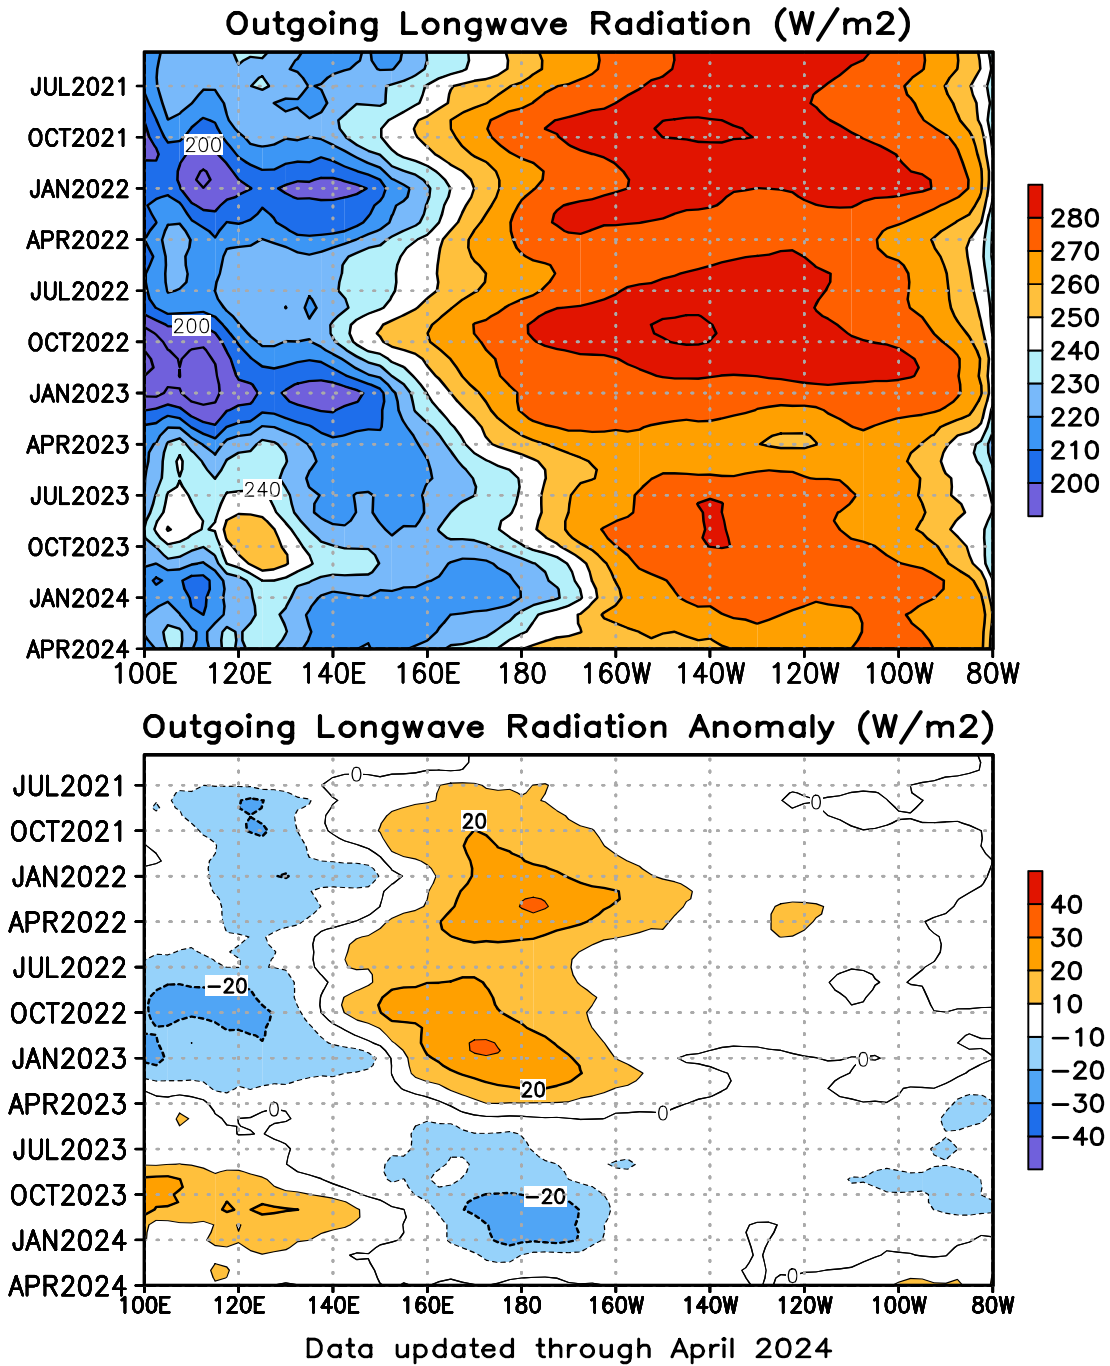 Outgoing Longwave Radiation (W/m2)
JUL2021
OCT2021
JAN2022
APR2022
JUL2022
OCT2022
JAN2023
APR2023
JUL2023
OCT2023
JAN2024
APR2024
200
200
240
100E 120E 140E 160E 180 160W 140W 120W 100W 80W
280
270
260
250
240
230
220
210
200
Outgoing Longwave Radiation Anomaly (W/m2)
JUL2021
OCT2021
JAN2022
APR2022
JUL2022
OCT2022
JAN2023
APR2023
JUL2023
OCT2023
JAN2024
APR2024
0
0
20
-20
0
20
0
0
-20
0
100E 120E 140E 160E 180 160W 140W 120W 100W 80W
40
30
20
10
-10
-20
-30
-40
Data updated through April 2024